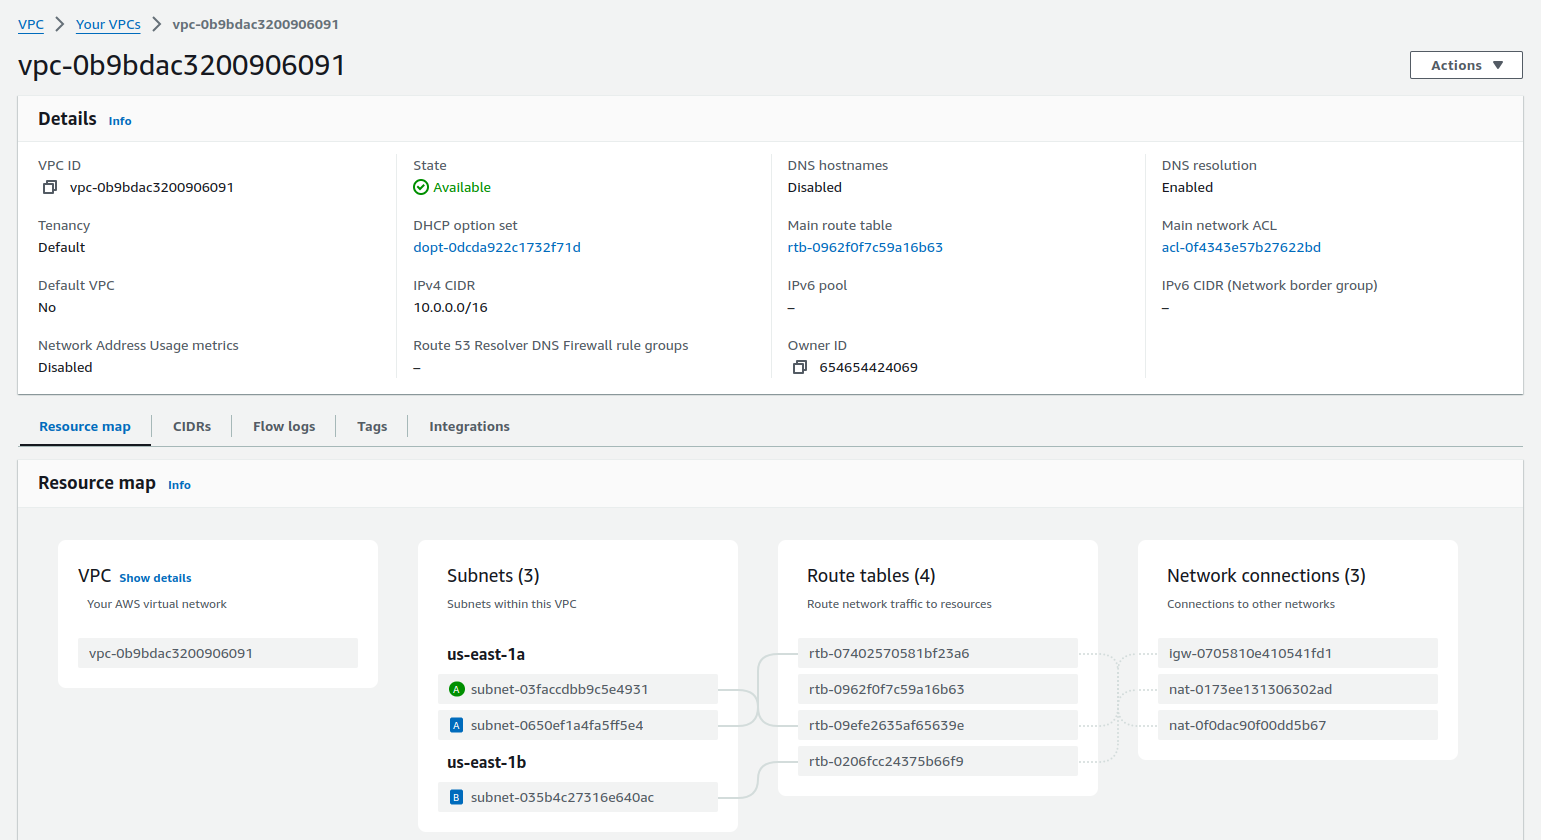 VPC > Your VPCs > vpc-0b9bdac3200906091
vpc-0b9bdac3200906091
Actions ▼
Details Info
VPC ID
vpc-0b9bdac3200906091
State
Available
DNS hostnames
Disabled
DNS resolution
Enabled
Tenancy
Default
DHCP option set
dopt-0dcda922c1732f71d
Main route table
rtb-0962f0f7c59a16b63
Main network ACL
acl-0f4343e57b27622bd
Default VPC
No
IPv4 CIDR
10.0.0.0/16
IPv6 pool
–
IPv6 CIDR (Network border group)
–
Network Address Usage metrics
Disabled
Route 53 Resolver DNS Firewall rule groups
–
Owner ID
654654424069
Resource map
CIDRs
Flow logs
Tags
Integrations
Resource map Info
VPC Show details
Your AWS virtual network
vpc-0b9bdac3200906091
Subnets (3)
Subnets within this VPC
us-east-1a
A subnet-03faccdbb9c5e4931
A subnet-0650ef1a4fa5ff5e4
us-east-1b
B subnet-035b4c27316e640ac
Route tables (4)
Route network traffic to resources
rtb-07402570581bf23a6
rtb-0962f0f7c59a16b63
rtb-09efe2635af65639e
rtb-0206fcc24375b66f9
Network connections (3)
Connections to other networks
igw-0705810e410541fd1
nat-0173ee131306302ad
nat-0f0dac90f00dd5b67